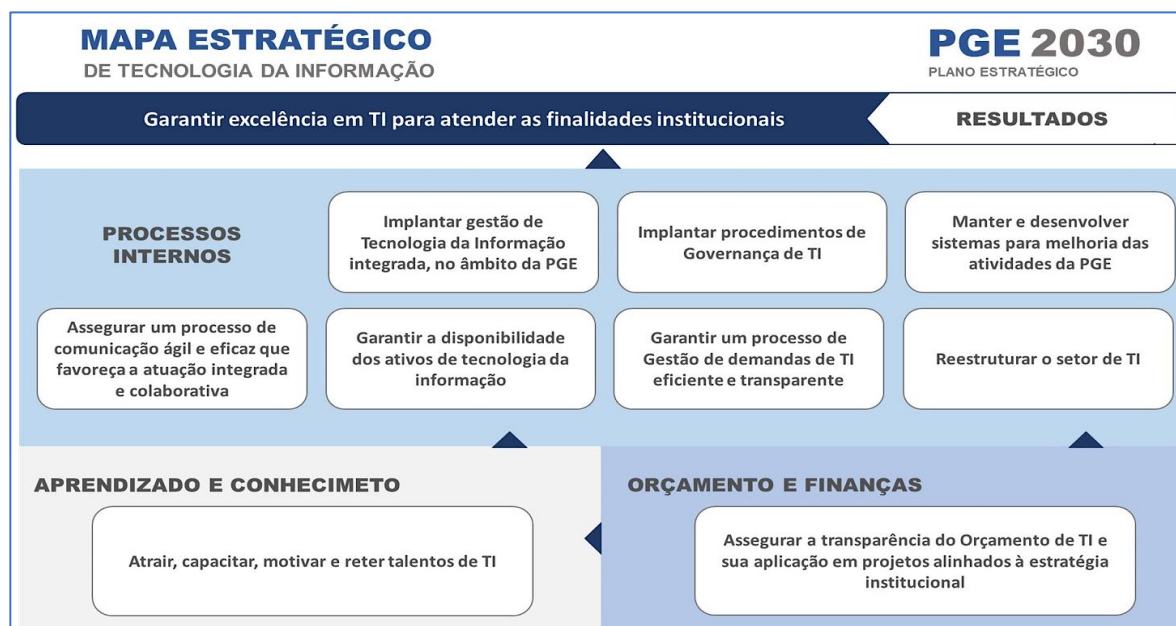 MAPA ESTRATÉGICO
DE TECNOLOGIA DA INFORMAÇÃO
PGE 2030
PLANO ESTRATÉGICO
Garantir excelência em TI para atender as finalidades institucionais
RESULTADOS
PROCESSOS
INTERNOS
Implantar gestão de
Tecnologia da Informação
integrada, no âmbito da PGE
Implantar procedimentos de
Governança de TI
Manter e desenvolver
sistemas para melhoria das
atividades da PGE
Assegurar um processo de
comunicação ágil e eficaz que
favoreça a atuação integrada
e colaborativa
Garantir a disponibilidade
dos ativos de tecnologia da
informação
Garantir um processo de
Gestão de demandas de TI
eficiente e transparente
Reestruturar o setor de TI
APRENDIZADO E CONHECIMETO
Atrair, capacitar, motivar e reter talentos de TI
ORÇAMENTO E FINANÇAS
Assegurar a transparência do Orçamento de TI e
sua aplicação em projetos alinhados à estratégia
institucional